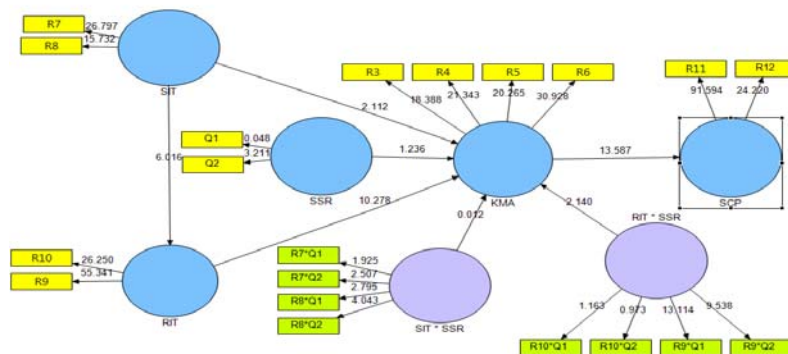 R7
26.797
R8
15.732
SIT
R3
R4
R5
R6
18.388
21.343
20.265
30.928
R11
R12
91.594
24.220
2.112
Q1
0.048
Q2
3.211
SSR
1.236
KMA
13.587
SCP
6.016
10.278
0.012
2.140
RIT * SSR
R10
26.250
R9
55.341
RIT
R7*Q1
1.925
R7*Q2
2.507
R8*Q1
2.795
R8*Q2
4.043
SIT * SSR
1.163
0.973
13.114
9.538
R10*Q1
R10*Q2
R9*Q1
R9*Q2